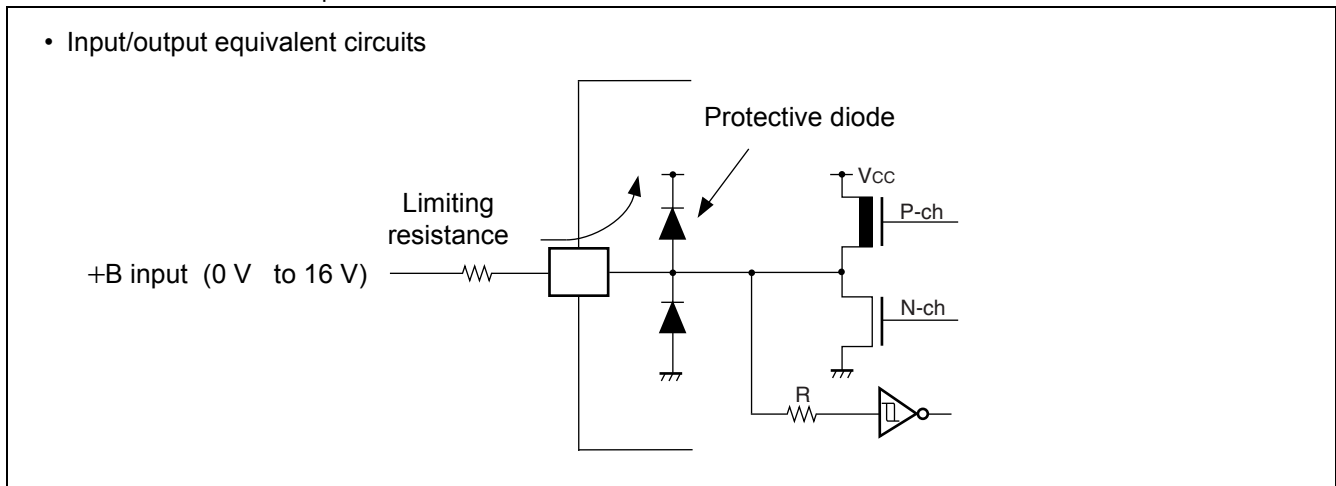 • Input/output equivalent circuits
Protective diode
Vcc
P-ch
Limiting
resistance
+B input (0 V to 16 V)
N-ch
R